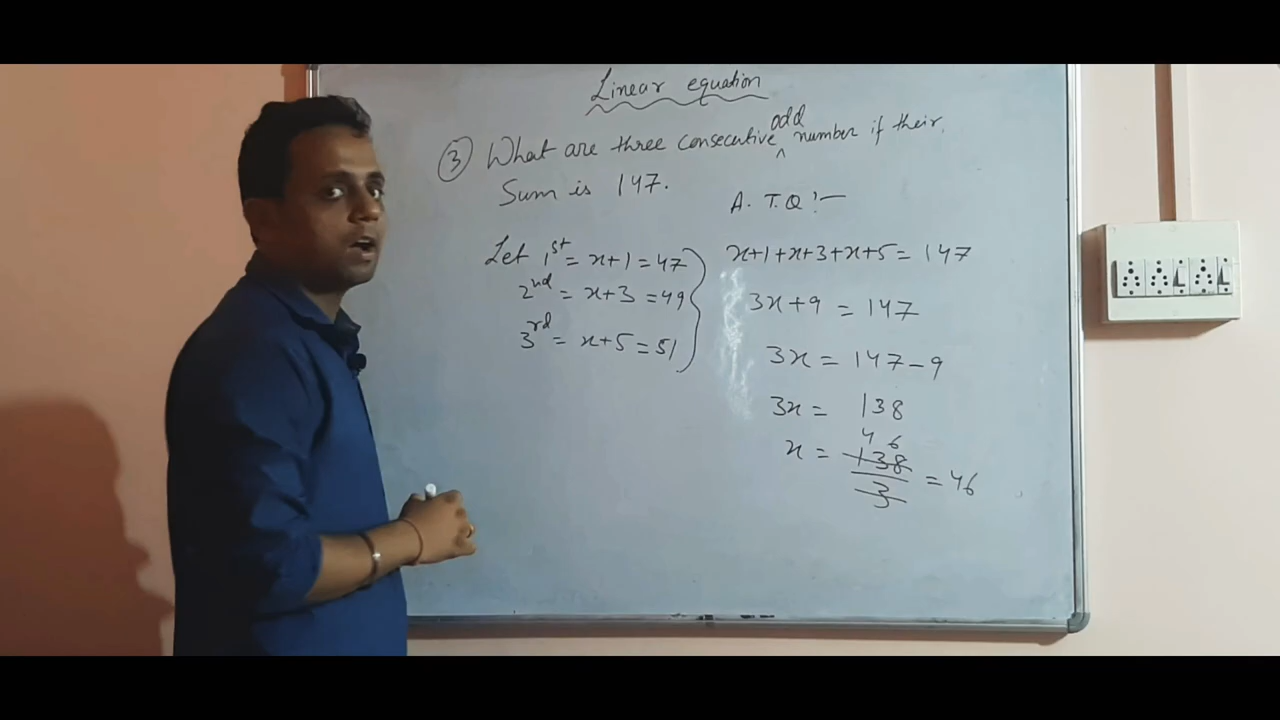 Linear equation
③ What are three consecutive odd number if their
Sum is 147.
Let 1st = x+1 = 47
2nd = x+3 = 49
3rd = x+5 = 51
A. T. Q :—
x+1+x+3+x+5 = 147
3x+9 = 147
3x = 147-9
3x = 138
x = 138/3 = 46
46